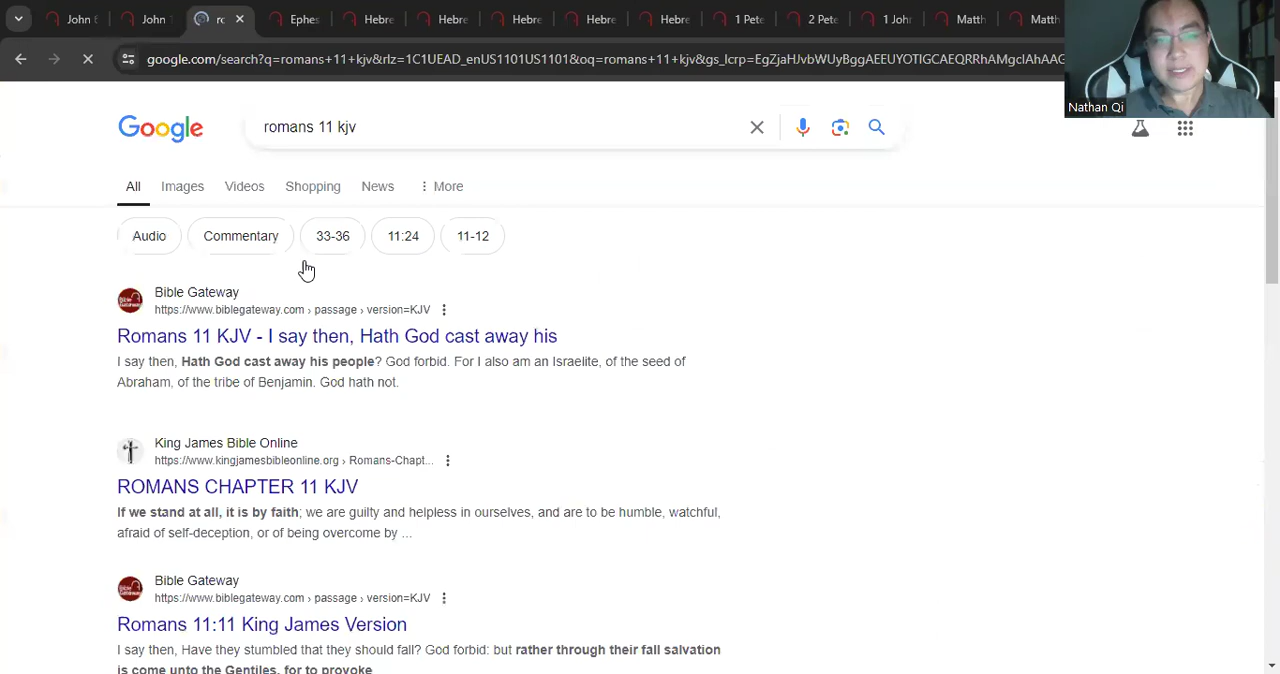 John 6
John 1
rc
Ephes
Hebre
Hebre
Hebre
Hebre
Hebre
1 Pete
2 Pete
1 John
Matth
Matth
google.com/search?q=romans+11+kjv&rlz=1C1UEAD_enUS1101US1101&oq=romans+11+kjv&gs_lcrp=EgZjaHJvbWUyBggAEEUYOTIGCAEQRRhAMgcIAhAAG
Nathan Qi
Google
romans 11 kjv
All
Images
Videos
Shopping
News
More
Audio
Commentary
33-36
11:24
11-12
Bible Gateway
https://www.biblegateway.com › passage › version=KJV
Romans 11 KJV - I say then, Hath God cast away his
I say then, Hath God cast away his people? God forbid. For I also am an Israelite, of the seed of
Abraham, of the tribe of Benjamin. God hath not.
King James Bible Online
https://www.kingjamesbibleonline.org › Romans-Chapt...
ROMANS CHAPTER 11 KJV
If we stand at all, it is by faith; we are guilty and helpless in ourselves, and are to be humble, watchful,
afraid of self-deception, or of being overcome by ...
Bible Gateway
https://www.biblegateway.com › passage › version=KJV
Romans 11:11 King James Version
I say then, Have they stumbled that they should fall? God forbid: but rather through their fall salvation
is come unto the Gentiles, for to provoke